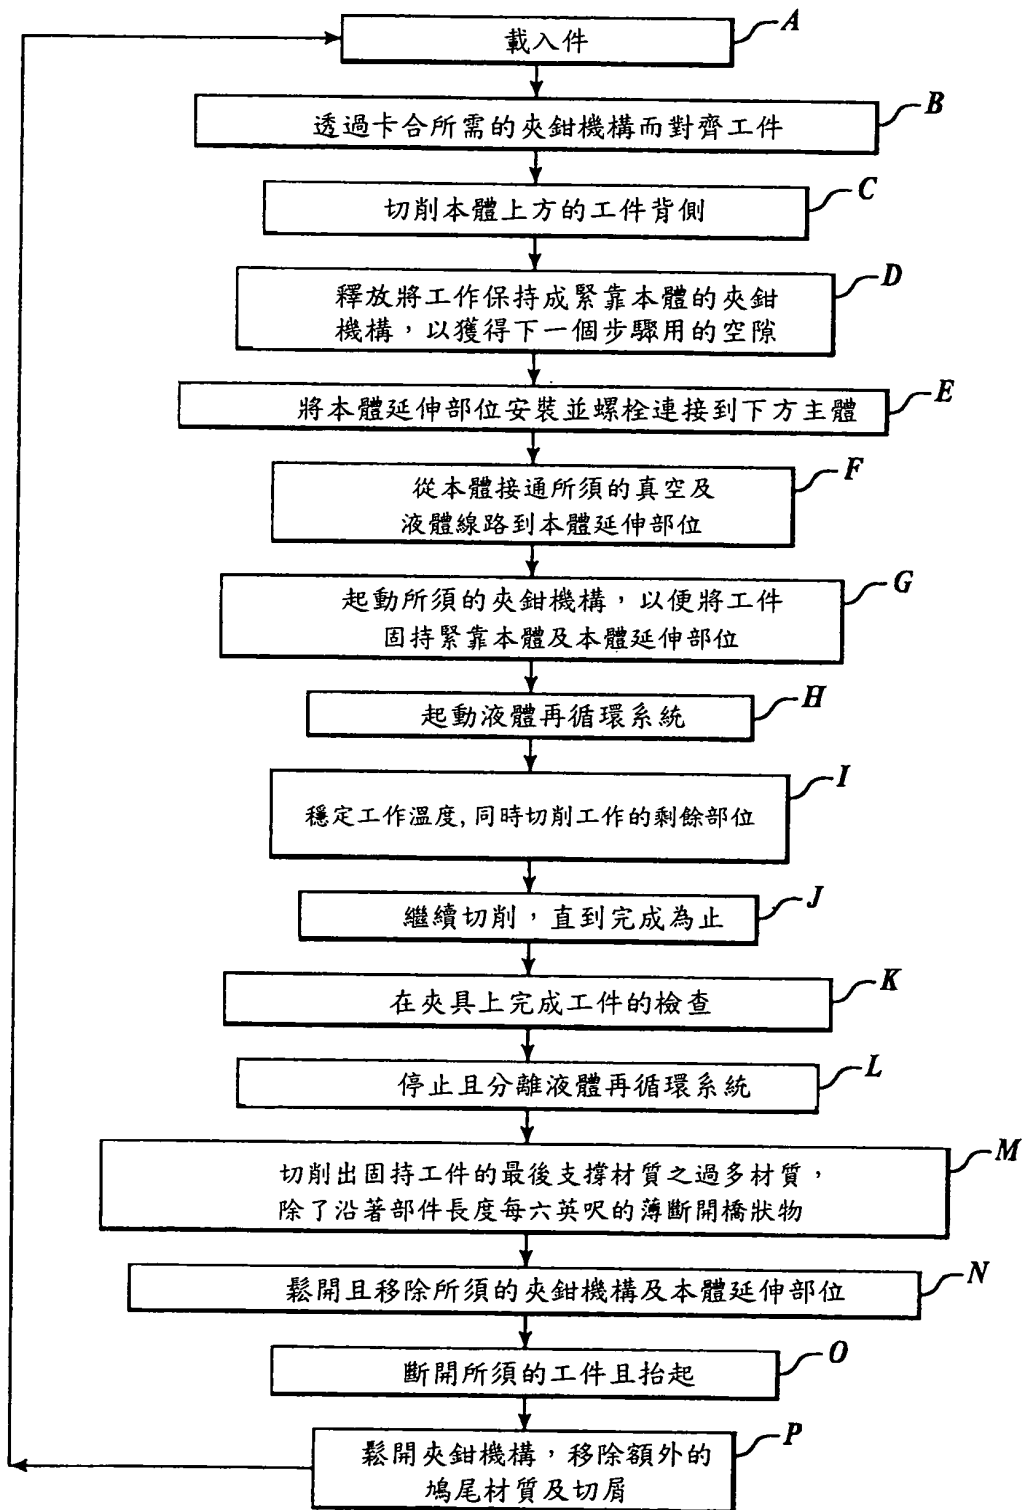 載入件
A
透過卡合所需的夾鉗機構而對齊工件
B
切削本體上方的工件背側
C
釋放將工作保持成緊靠本體的夾鉗
機構，以獲得下一個步驟用的空隙
D
將本體延伸部位安裝並螺栓連接到下方主體
E
從本體接通所須的真空及
液體線路到本體延伸部位
F
起動所須的夾鉗機構，以便將工件
固持緊靠本體及本體延伸部位
G
起動液體再循環系統
H
穩定工作溫度, 同時切削工作的剩餘部位
I
繼續切削，直到完成為止
J
在夾具上完成工件的檢查
K
停止且分離液體再循環系統
L
切削出固持工件的最後支撐材質之過多材質，
除了沿著部件長度每六英呎的薄斷開橋狀物
M
鬆開且移除所須的夾鉗機構及本體延伸部位
N
斷開所須的工件且抬起
O
鬆開夾鉗機構，移除額外的
鳩尾材質及切屑
P